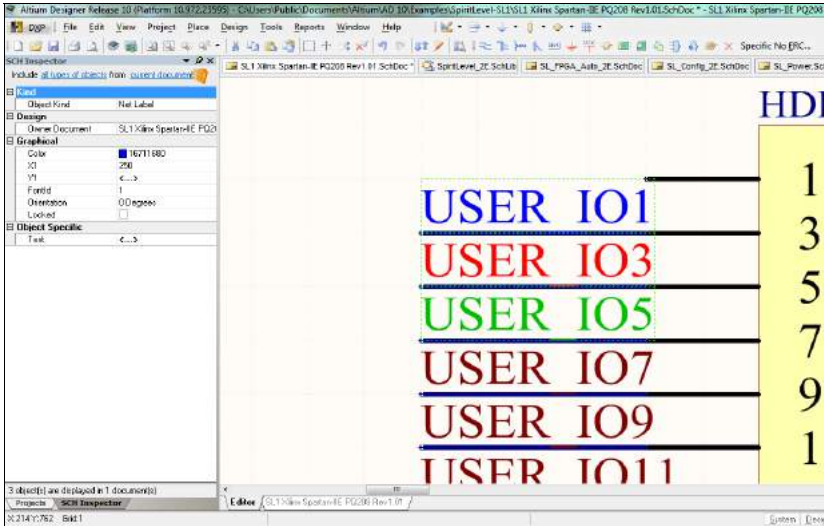 Altium Designer Release 10 (Platform 10.972.23595) - C:\Users\Public\Documents\Altium\AD 10\Examples\SpiritLevel-SL1\SL1 Xilinx Spartan-IIE PQ208 Rev1.01.SchDoc * - SL1 Xilinx Spartan-IIE PQ208
DXP File Edit View Project Place Design Tools Reports Window Help
Specific No ERC...
SCH Inspector
SL1 Xilinx Spartan-IIE PQ208 Rev1.01.SchDoc * SpiritLevel_2E.SchLib SL_FPGA_Auto_2E.SchDoc SL_Config_2E.SchDoc SL_Power.Sc
Include all types of objects from current document
Kind
Object Kind Net Label
Design
Owner Document SL1 Xilinx Spartan-IIE PQ2
Graphical
Color 16711680
X1 250
Y1 <...>
FontId 1
Orientation 0 Degrees
Locked
Object Specific
Text <...>
HD
1
USER IO1
3
USER IO3
5
USER IO5
7
USER IO7
9
USER IO9
1
USER IO11
3 object(s) are displayed in 1 document(s)
Projects SCH Inspector
Editor SL1 Xilinx Spartan-IIE PQ208 Rev1.01
X:214 Y:762 Grid:1
System Des